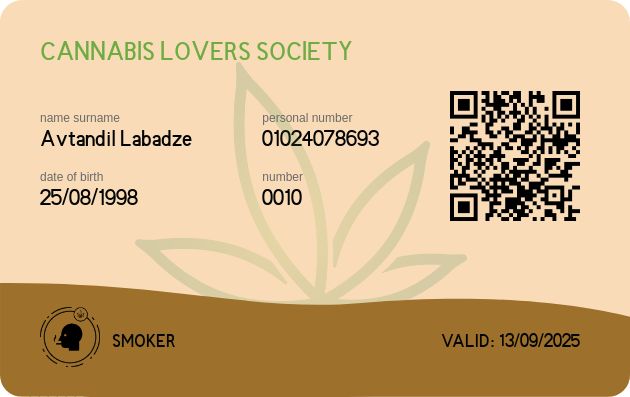 CANNABIS LOVERS SOCIETY
name surname
Avtandil Labadze
personal number
01024078693
date of birth
25/08/1998
number
0010
SMOKER
VALID: 13/09/2025